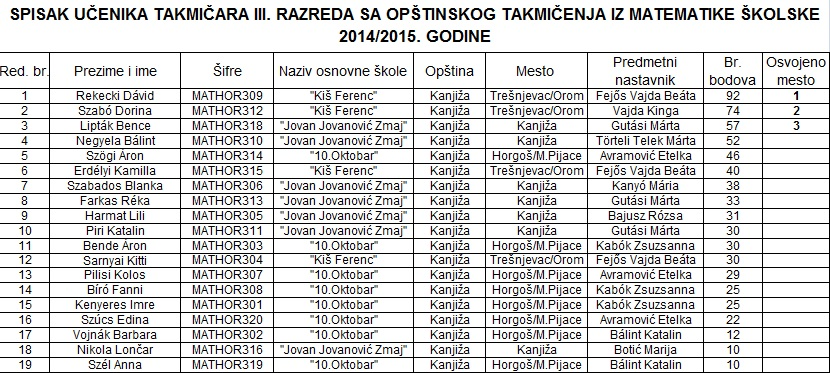 SPISAK UČENIKA TAKMIČARA III. RAZREDA SA OPŠTINSKOG TAKMIČENJA IZ MATEMATIKE ŠKOLSKE
2014/2015. GODINE
Red. br. Prezime i ime Šifre Naziv osnovne škole Opština Mesto Predmetni nastavnik Br. bodova Osvojeno mesto
1 Rekecki Dávid MATHOR309 "Kiš Ferenc" Kanjiža Trešnjevac/Orom Fejős Vajda Beáta 92 1
2 Szabó Dorina MATHOR312 "Kiš Ferenc" Kanjiža Trešnjevac/Orom Vajda Kinga 74 2
3 Lipták Bence MATHOR318 "Jovan Jovanović Zmaj" Kanjiža Kanjiža Gutási Márta 57 3
4 Negyela Bálint MATHOR310 "Jovan Jovanović Zmaj" Kanjiža Kanjiža Törteli Telek Márta 52
5 Szögi Áron MATHOR314 "10.Oktobar" Kanjiža Horgoš/M.Pijace Avramović Etelka 46
6 Erdélyi Kamilla MATHOR315 "Kiš Ferenc" Kanjiža Trešnjevac/Orom Fejős Vajda Beáta 40
7 Szabados Blanka MATHOR306 "Jovan Jovanović Zmaj" Kanjiža Kanjiža Kanyó Mária 38
8 Farkas Réka MATHOR313 "Jovan Jovanović Zmaj" Kanjiža Kanjiža Gutási Márta 33
9 Harmat Lili MATHOR305 "Jovan Jovanović Zmaj" Kanjiža Kanjiža Bajusz Rózsa 31
10 Piri Katalin MATHOR311 "Jovan Jovanović Zmaj" Kanjiža Kanjiža Gutási Márta 30
11 Bende Áron MATHOR303 "10.Oktobar" Kanjiža Horgoš/M.Pijace Kabók Zsuzsanna 30
12 Sarnyai Kitti MATHOR304 "Kiš Ferenc" Kanjiža Trešnjevac/Orom Fejős Vajda Beáta 30
13 Pilisi Kolos MATHOR307 "10.Oktobar" Kanjiža Horgoš/M.Pijace Avramović Etelka 29
14 Bíró Fanni MATHOR308 "10.Oktobar" Kanjiža Horgoš/M.Pijace Kabók Zsuzsanna 25
15 Kenyeres Imre MATHOR301 "10.Oktobar" Kanjiža Horgoš/M.Pijace Kabók Zsuzsanna 25
16 Szúcs Edina MATHOR320 "10.Oktobar" Kanjiža Horgoš/M.Pijace Avramović Etelka 22
17 Vojnák Barbara MATHOR302 "10.Oktobar" Kanjiža Horgoš/M.Pijace Bálint Katalin 12
18 Nikola Lončar MATHOR316 "Jovan Jovanović Zmaj" Kanjiža Kanjiža Botić Marija 10
19 Szél Anna MATHOR319 "10.Oktobar" Kanjiža Horgoš/M.Pijace Bálint Katalin 10